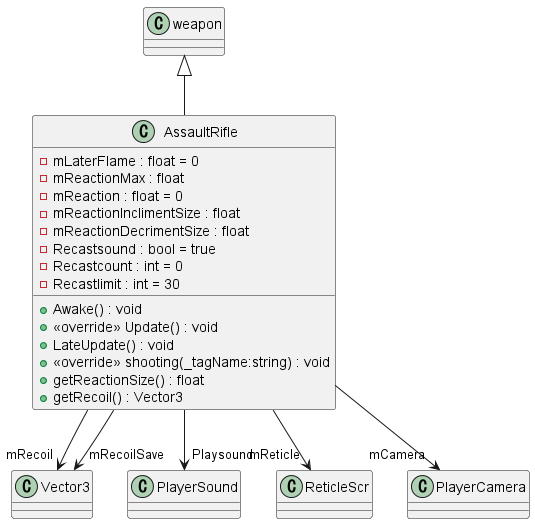 C weapon
C AssaultRifle
mLaterFlame : float = 0
mReactionMax : float
mReaction : float = 0
mReactionInclimentSize : float
mReactionDecrimentSize : float
Recastsound : bool = true
Recastcount : int = 0
Recastlimit : int = 30
Awake() : void
«override» Update() : void
LateUpdate() : void
«override» shooting(_tagName:string) : void
getReactionSize() : float
getRecoil() : Vector3
mRecoil
mRecoilSave
Playsound
mReticle
mCamera
C Vector3
C PlayerSound
C ReticleScr
C PlayerCamera